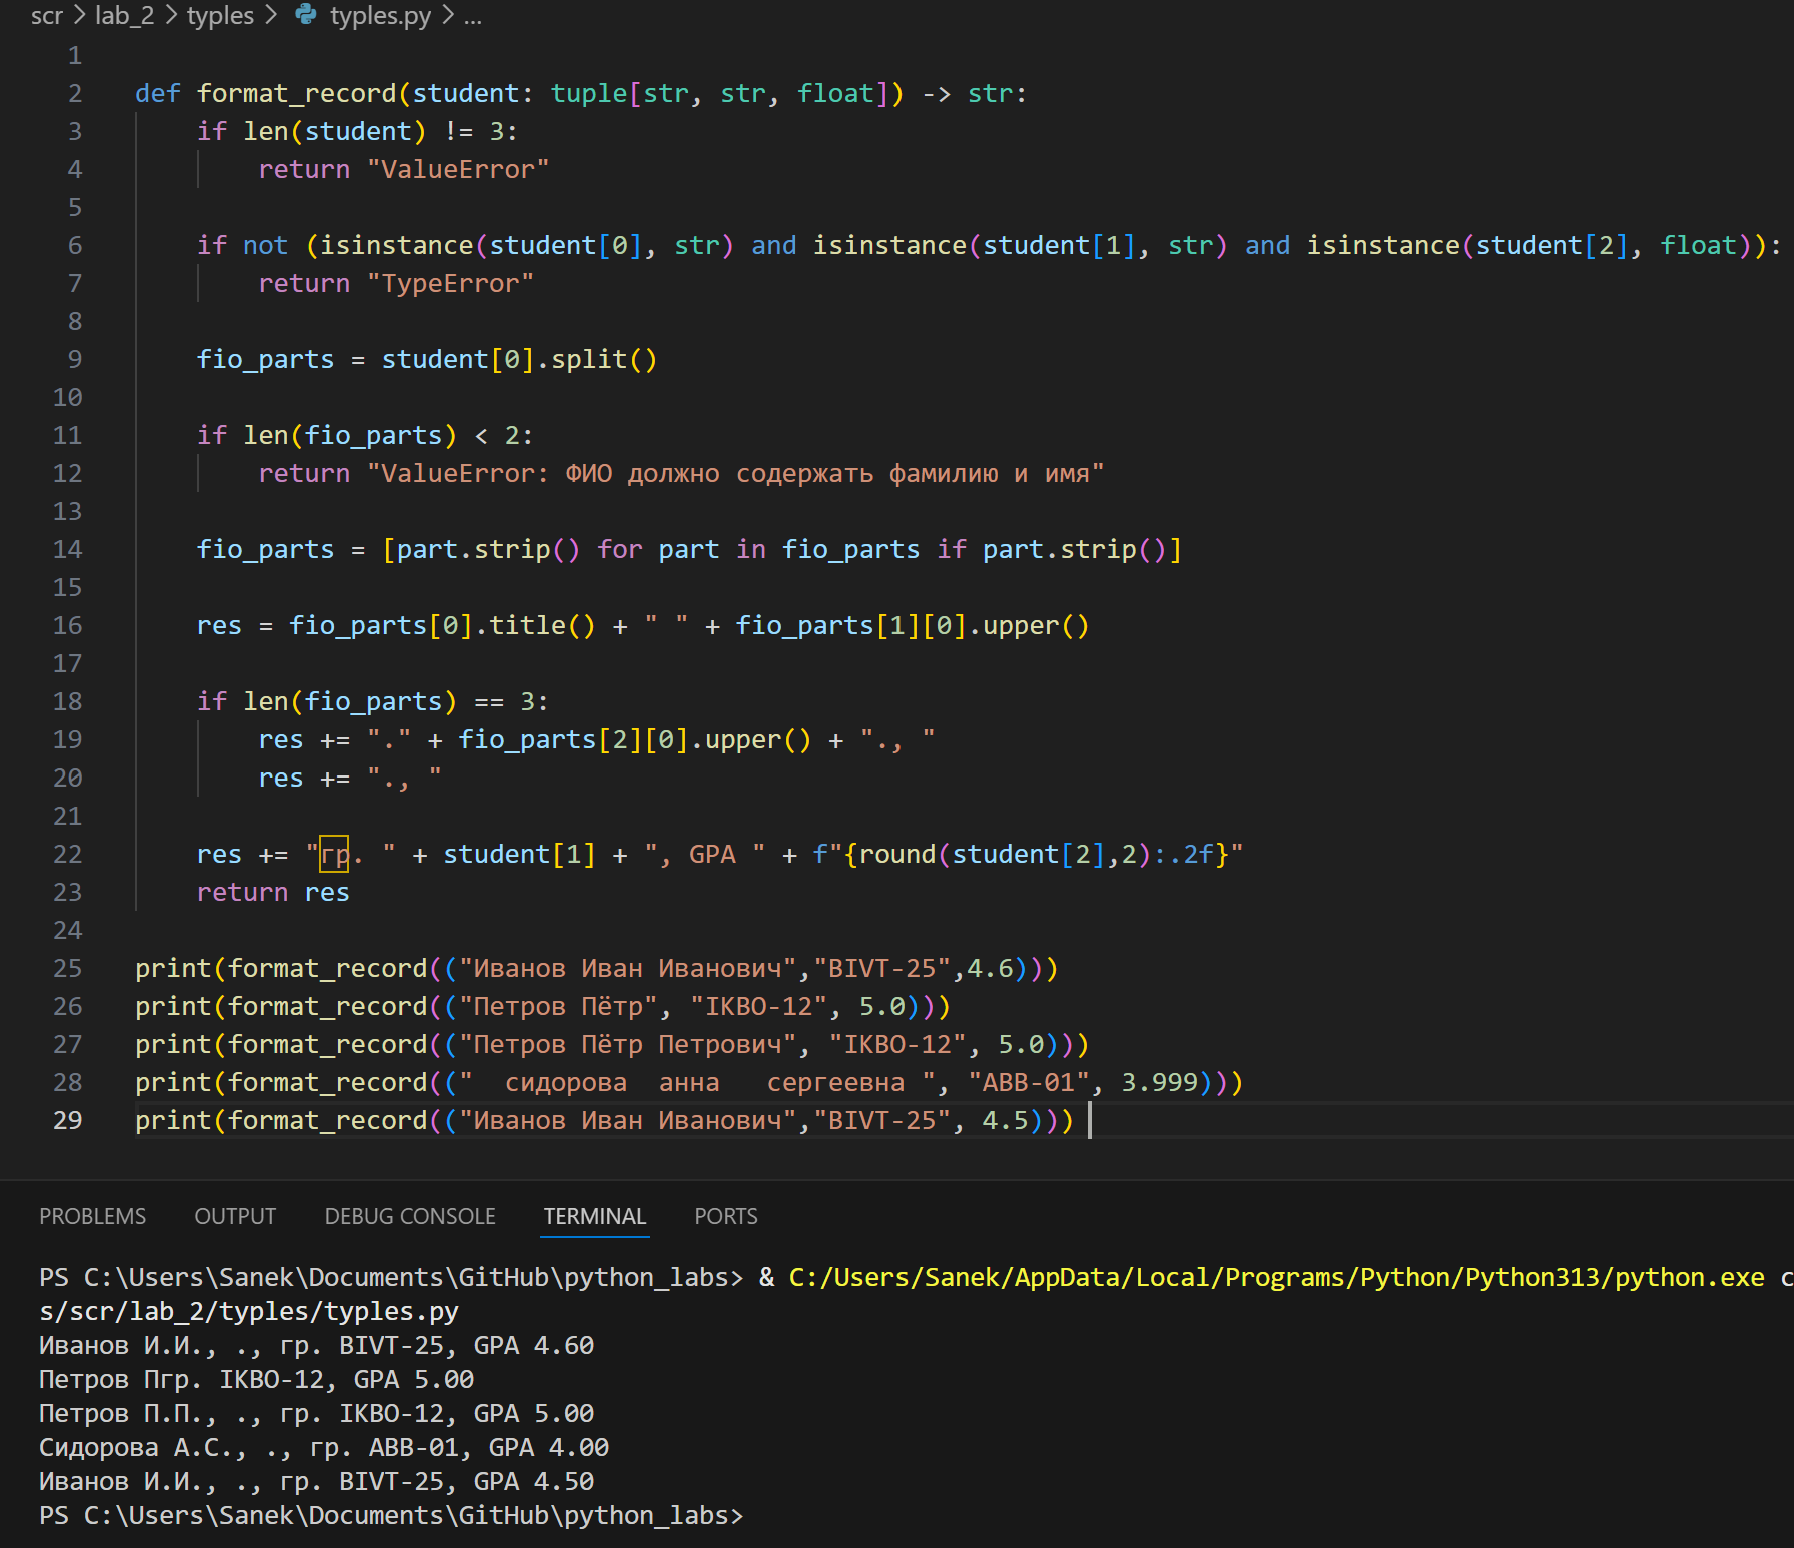 scr > lab_2 > typles > typles.py > ...
1
2 def format_record(student: tuple[str, str, float]) -> str:
3     if len(student) != 3:
4         return "ValueError"
5
6     if not (isinstance(student[0], str) and isinstance(student[1], str) and isinstance(student[2], float)):
7         return "TypeError"
8
9     fio_parts = student[0].split()
10
11     if len(fio_parts) < 2:
12         return "ValueError: ФИО должно содержать фамилию и имя"
13
14     fio_parts = [part.strip() for part in fio_parts if part.strip()]
15
16     res = fio_parts[0].title() + " " + fio_parts[1][0].upper()
17
18     if len(fio_parts) == 3:
19         res += "." + fio_parts[2][0].upper() + "., "
20         res += "., "
21
22     res += "гр. " + student[1] + ", GPA " + f"{round(student[2],2):.2f}"
23     return res
24
25 print(format_record(("Иванов Иван Иванович","BIVT-25",4.6)))
26 print(format_record(("Петров Пётр", "IKBO-12", 5.0)))
27 print(format_record(("Петров Пётр Петрович", "IKBO-12", 5.0)))
28 print(format_record(("  сидорова  анна   сергеевна ", "ABB-01", 3.999)))
29 print(format_record(("Иванов Иван Иванович","BIVT-25", 4.5)))
PROBLEMS OUTPUT DEBUG CONSOLE TERMINAL PORTS
PS C:\Users\Sanek\Documents\GitHub\python_labs> & C:/Users/Sanek/AppData/Local/Programs/Python/Python313/python.exe c
s/scr/lab_2/typles/typles.py
Иванов И.И., ., гр. BIVT-25, GPA 4.60
Петров Пгр. IKBO-12, GPA 5.00
Петров П.П., ., гр. IKBO-12, GPA 5.00
Сидорова А.С., ., гр. ABB-01, GPA 4.00
Иванов И.И., ., гр. BIVT-25, GPA 4.50
PS C:\Users\Sanek\Documents\GitHub\python_labs>